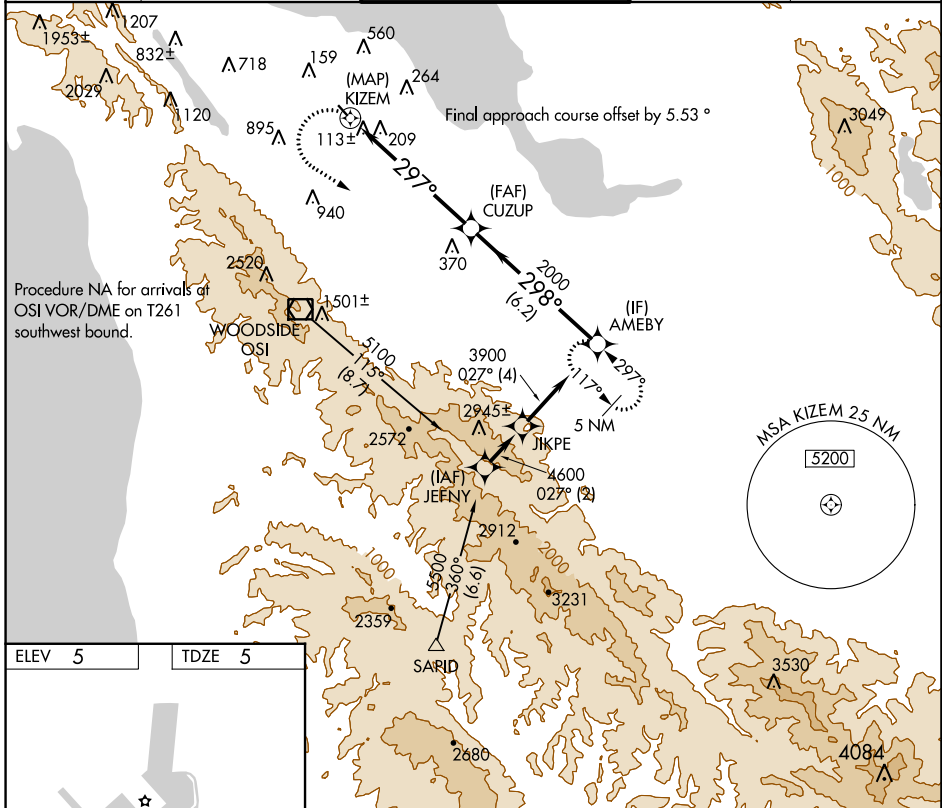 1207
1953±
832±
560
718
159
264
2029
(MAP)
KIZEM
1120
Final approach course offset by 5.53 °
3049
895
113±
209
1000
297°
(FAF)
CUZUP
940
370
2520
2000
298°
(6.2)
Procedure NA for arrivals at
OSI VOR/DME on T261
southwest bound.
1501±
(IF)
AMEBY
WOODSIDE
OSI
5100
115°
(8.7)
3900
027° (4)
297°
117°
5 NM
2945±
MSA KIZEM 25 NM
2572
JIKPE
5200
(IAF)
JEFNY
4600
027° (2)
2912
2000
1000
5500
360°
(6.6)
3231
2359
SAPID
ELEV 5
TDZE 5
3530
2680
4084